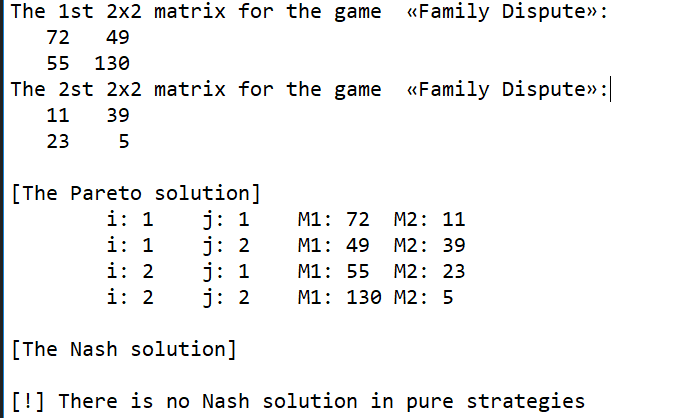 The 1st 2x2 matrix for the game «Family Dispute»:
72 49
55 130
The 2st 2x2 matrix for the game «Family Dispute»:
11 39
23 5
[The Pareto solution]
i: 1 j: 1 M1: 72 M2: 11
i: 1 j: 2 M1: 49 M2: 39
i: 2 j: 1 M1: 55 M2: 23
i: 2 j: 2 M1: 130 M2: 5
[The Nash solution]
[!] There is no Nash solution in pure strategies